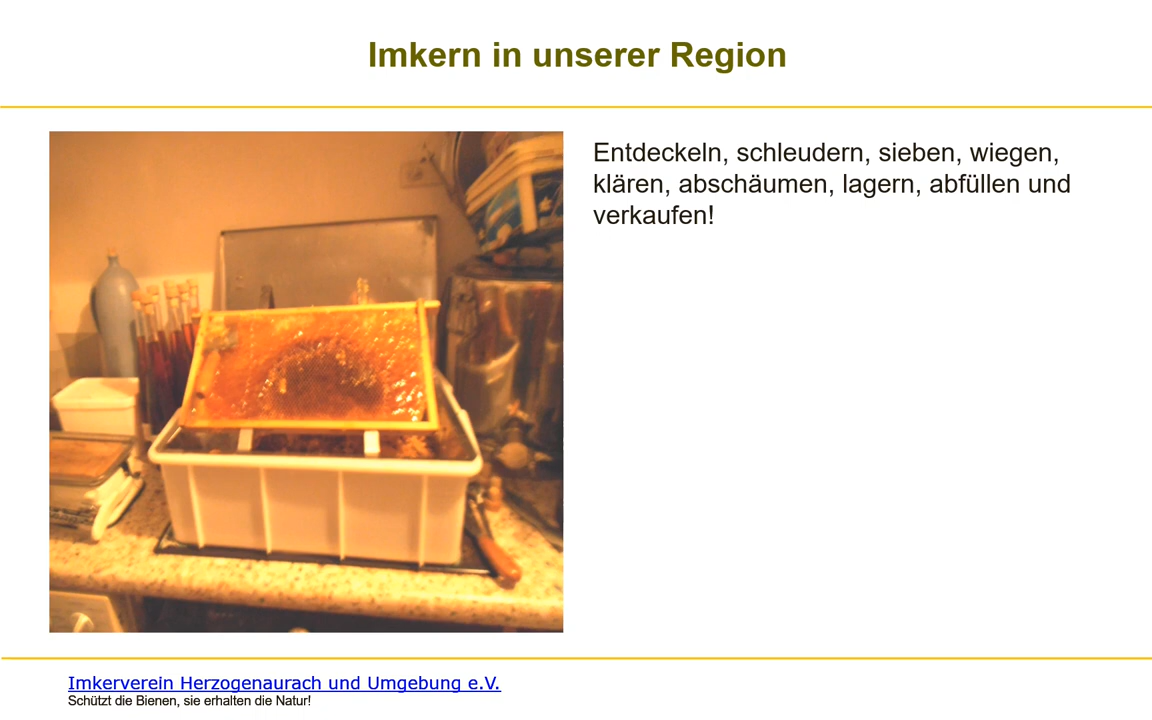 Imkern in unserer Region
Entdeckeln, schleudern, sieben, wiegen,
klären, abschäumen, lagern, abfüllen und
verkaufen!
Imkerverein Herzogenaurach und Umgebung e.V.
Schützt die Bienen, sie erhalten die Natur!